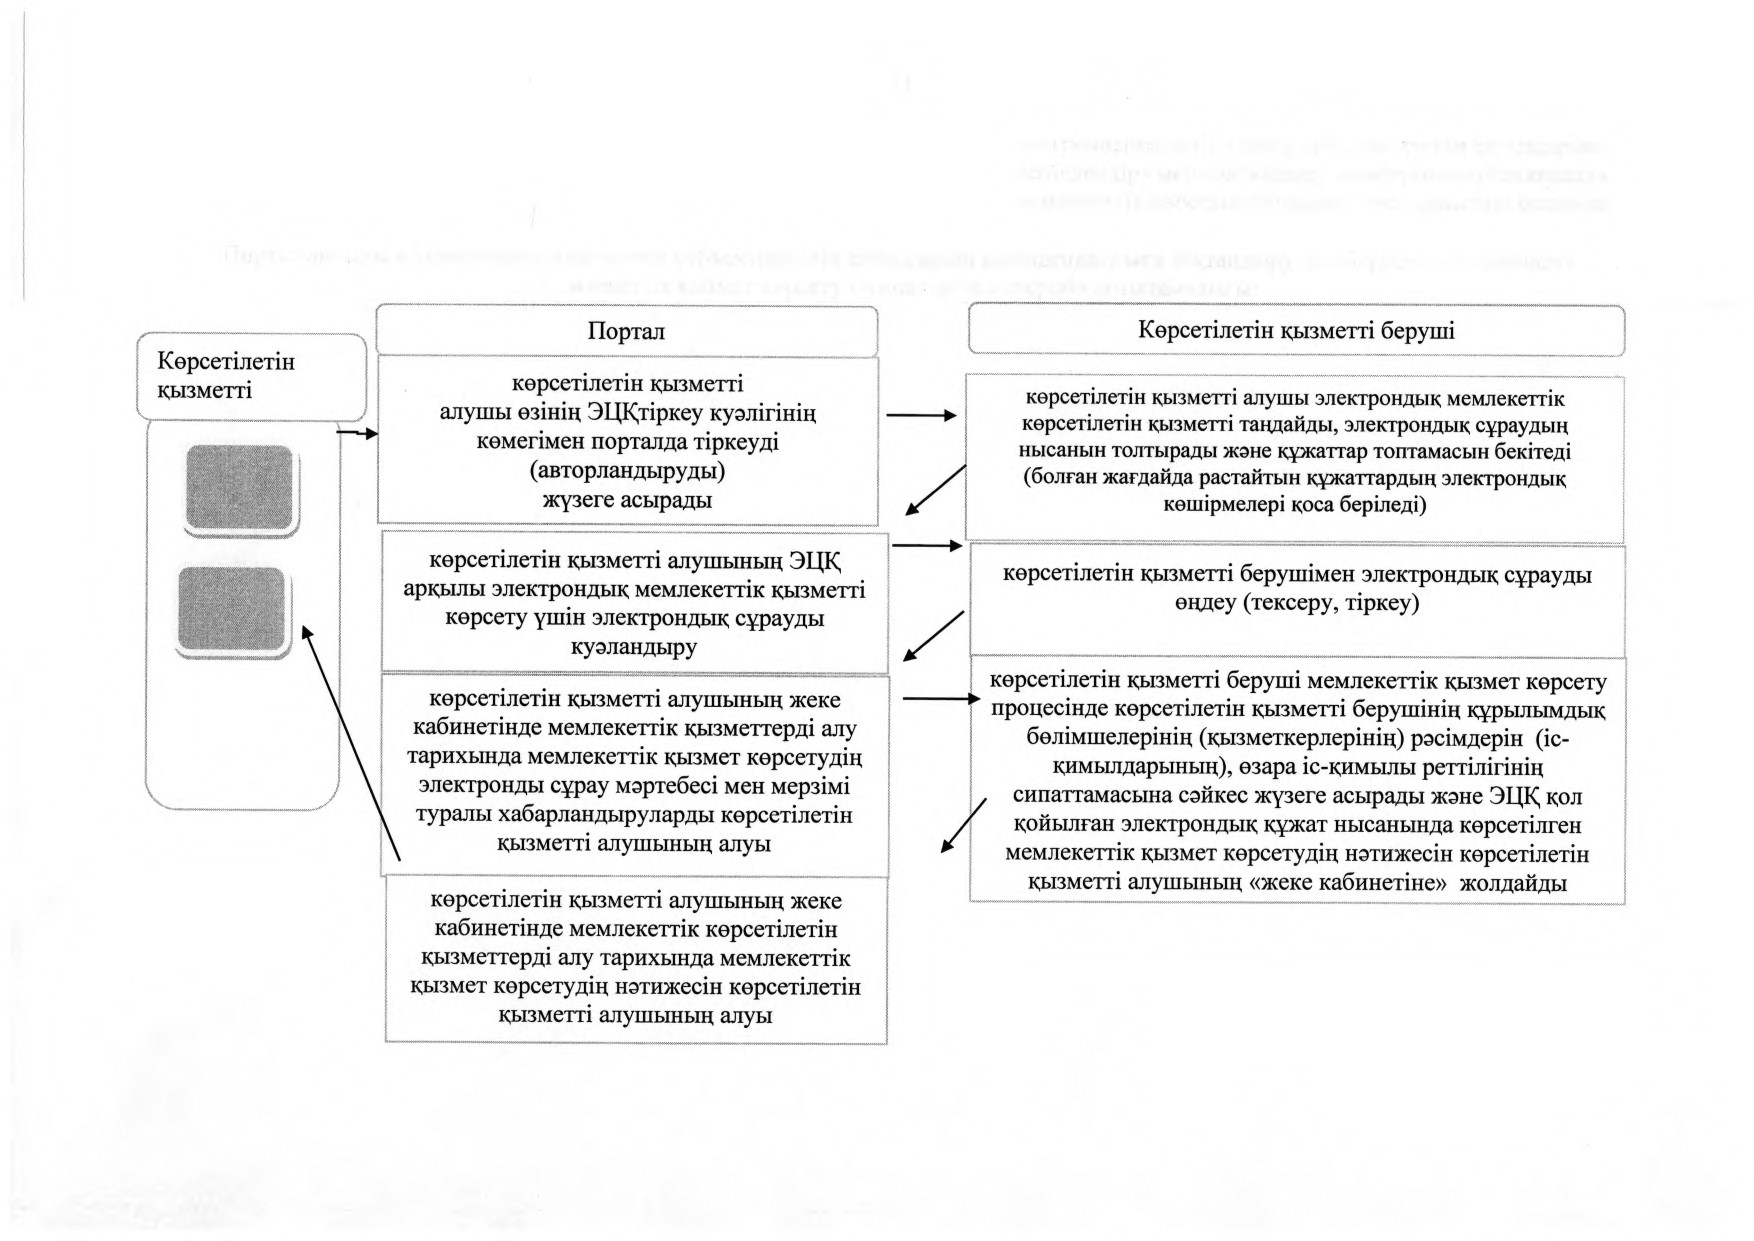 Көрсетілетін
қызметті
Портал
көрсетілетін қызметті
алушы өзінің ЭЦҚтіркеу куәлігінің
көмегімен порталда тіркеуді
(авторландыруды)
жүзеге асырады
көрсетілетін қызметті алушының ЭЦҚ
арқылы электрондық мемлекеттік қызметті
көрсету үшін электрондық сұрауды
куәландыру
көрсетілетін қызметті алушының жеке
кабинетінде мемлекеттік қызметтерді алу
тарихында мемлекеттік қызмет көрсетудің
электронды сұрау мәртебесі мен мерзімі
туралы хабарландыруларды көрсетілетін
қызметті алушының алуы
көрсетілетін қызметті алушының жеке
кабинетінде мемлекеттік көрсетілетін
қызметтерді алу тарихында мемлекеттік
қызмет көрсетудің нәтижесін көрсетілетін
қызметті алушының алуы
Көрсетілетін қызметті беруші
көрсетілетін қызметті алушы электрондық мемлекеттік
көрсетілетін қызметті таңдайды, электрондық сұраудың
нысанын толтырады және құжаттар топтамасын бекітеді
(болған жағдайда растайтын құжаттардың электрондық
көшірмелері қоса беріледі)
көрсетілетін қызметті берушімен электрондық сұрауды
өңдеу (тексеру, тіркеу)
көрсетілетін қызметті беруші мемлекеттік қызмет көрсету
процесінде көрсетілетін қызметті берушінің құрылымдық
бөлімшелерінің (қызметкерлерінің) рәсімдерін (іс-
қимылдарының), өзара іс-қимылы реттілігінің
сипаттамасына сәйкес жүзеге асырады және ЭЦҚ қол
қойылған электрондық құжат нысанында көрсетілген
мемлекеттік қызмет көрсетудің нәтижесін көрсетілетін
қызметті алушының «жеке кабинетіне» жолдайды